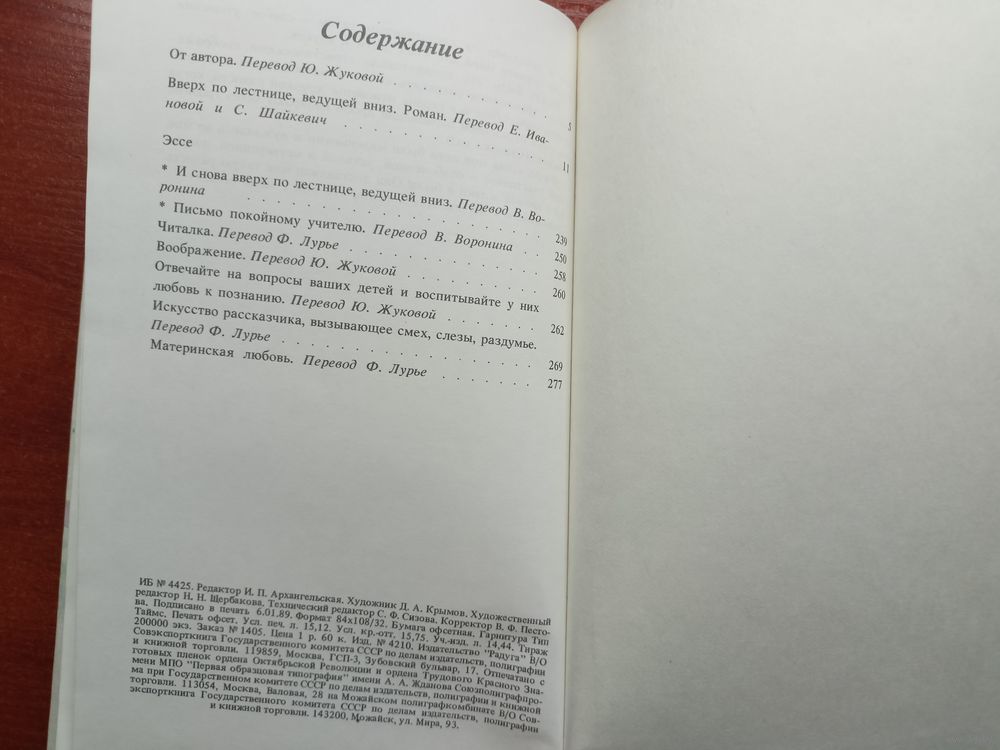 Содержание
От автора. Перевод Ю. Жуковой . . . . . . . . . . . 5
Вверх по лестнице, ведущей вниз. Роман. Перевод Е. Ива-
новой и С. Шайкевич . . . . . . . . . . . . . . 11
Эссе
* И снова вверх по лестнице, ведущей вниз. Перевод В. Во-
ронина . . . . . . . . . . . . . . . . . . . 239
* Письмо покойному учителю. Перевод В. Воронина . . 250
Читалка. Перевод Ф. Лурье . . . . . . . . . . . . 258
Воображение. Перевод Ю. Жуковой . . . . . . . . 260
Отвечайте на вопросы ваших детей и воспитывайте у них
любовь к познанию. Перевод Ю. Жуковой . . . . . . . 262
Искусство рассказчика, вызывающее смех, слезы, раздумье.
Перевод Ф. Лурье . . . . . . . . . . . . . . . 269
Материнская любовь. Перевод Ф. Лурье . . . . . . . 277
ИБ № 4425. Редактор И. П. Архангельская. Художник Д. А. Крымов. Художественный
редактор Н. Н. Щербакова. Технический редактор С. Ф. Сизова. Корректор В. Ф. Песто-
ва. Подписано в печать 6.01.89. Формат 84х108/32. Бумага офсетная. Гарнитура Тип
Таймс. Печать офсет. Усл. печ. л. 15,12. Усл. кр.-отт. 15,75. Уч.-изд. л. 14,44. Тираж
200000 экз. Заказ № 1405. Цена 1 р. 60 к. Изд. № 4210. Издательство "Радуга" В/О
Совэкспорткнига Государственного комитета СССР по делам издательств, полиграфии
и книжной торговли. 119859, Москва, ГСП-3, Зубовский бульвар, 17. Отпечатано с
готовых пленок ордена Октябрьской Революции и ордена Трудового Красного Зна-
мени МПО "Первая образцовая типография" имени А. А. Жданова Союзполиграфпро-
ма при Государственном комитете СССР по делам издательств, полиграфии и книжной
торговли. 113054, Москва, Валовая, 28 на Можайском полиграфкомбинате В/О Сов-
экспорткнига Государственного комитета СССР по делам издательств, полиграфии
и книжной торговли. 143200, Можайск, ул. Мира, 93.